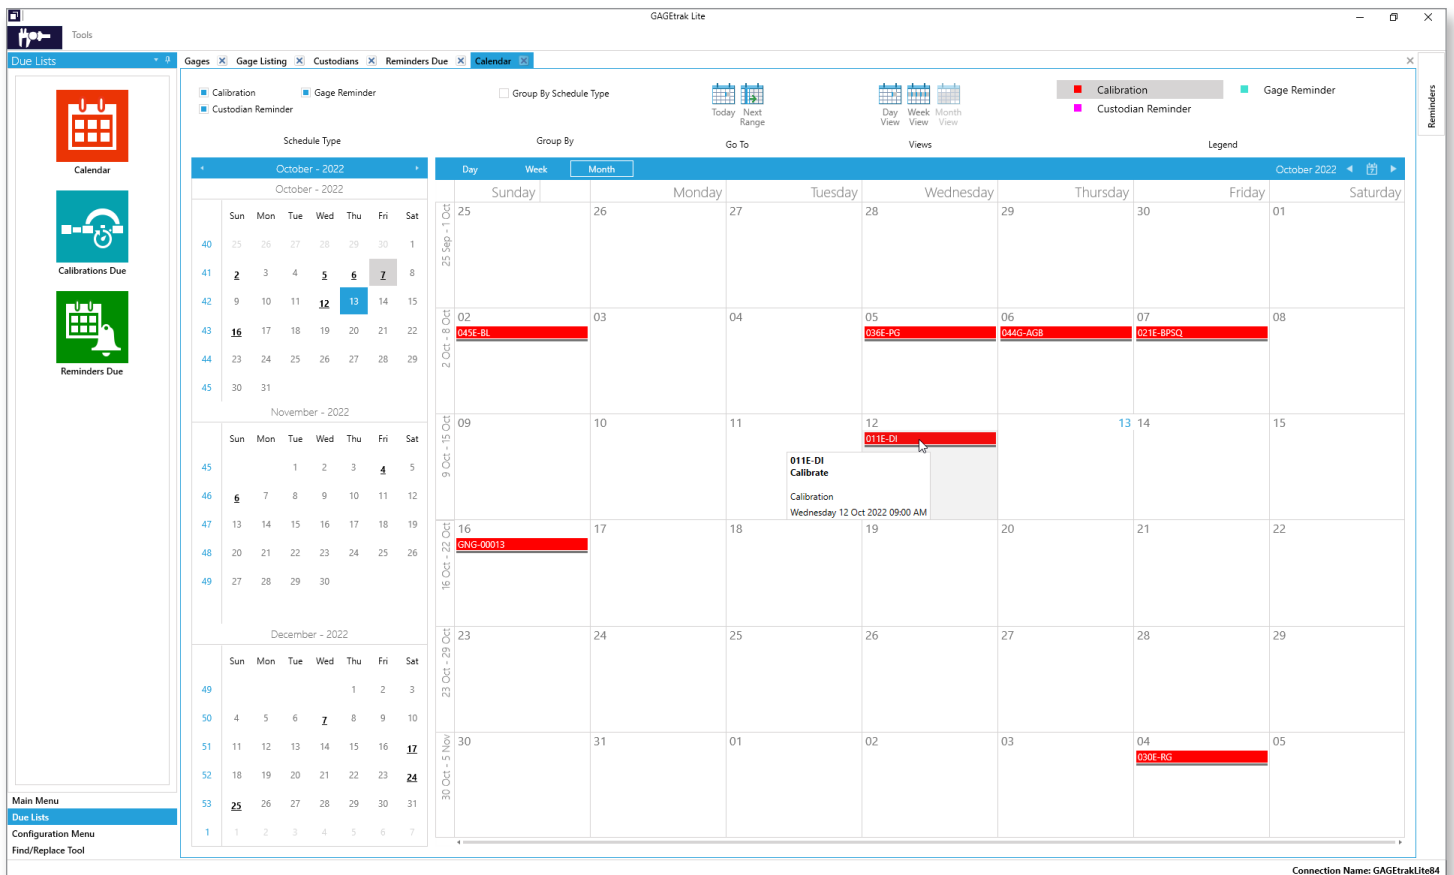 GAGEtrak Lite
Tools
Due Lists
Calendar
Calibrations Due
Reminders Due
Main Menu
Due Lists
Configuration Menu
Find/Replace Tool
Gages Gage Listing Custodians Reminders Due Calendar
Calibration Gage Reminder
Custodian Reminder
Schedule Type
Group By Schedule Type
Group By
Today Next Range
Go To
Day View Week View Month View
Views
Calibration Gage Reminder
Custodian Reminder
Legend
Reminders
October - 2022
October - 2022
Sun Mon Tue Wed Thu Fri Sat
40 25 26 27 28 29 30 1
41 2 3 4 5 6 7 8
42 9 10 11 12 13 14 15
43 16 17 18 19 20 21 22
44 23 24 25 26 27 28 29
45 30 31
November - 2022
Sun Mon Tue Wed Thu Fri Sat
45 1 2 3 4 5
46 6 7 8 9 10 11 12
47 13 14 15 16 17 18 19
48 20 21 22 23 24 25 26
49 27 28 29 30
December - 2022
Sun Mon Tue Wed Thu Fri Sat
49 1 2 3
50 4 5 6 7 8 9 10
51 11 12 13 14 15 16 17
52 18 19 20 21 22 23 24
53 25 26 27 28 29 30 31
1 1 2 3 4 5 6 7
Day Week Month October 2022 7
Sunday Monday Tuesday Wednesday Thursday Friday Saturday
25 Sep - 1 Oct
25 26 27 28 29 30 01
2 Oct - 8 Oct
02 03 04 05 06 07 08
045E-BL 036E-PG 044G-AGB 021E-BPSQ
9 Oct - 15 Oct
09 10 11 12 13 14 15
011E-DI
011E-DI
Calibrate
Calibration
Wednesday 12 Oct 2022 09:00 AM
16 Oct - 22 Oct
16 17 18 19 20 21 22
GNG-00013
23 Oct - 29 Oct
23 24 25 26 27 28 29
30 Oct - 5 Nov
30 31 01 02 03 04 05
030E-RG
Connection Name: GAGEtrakLite84